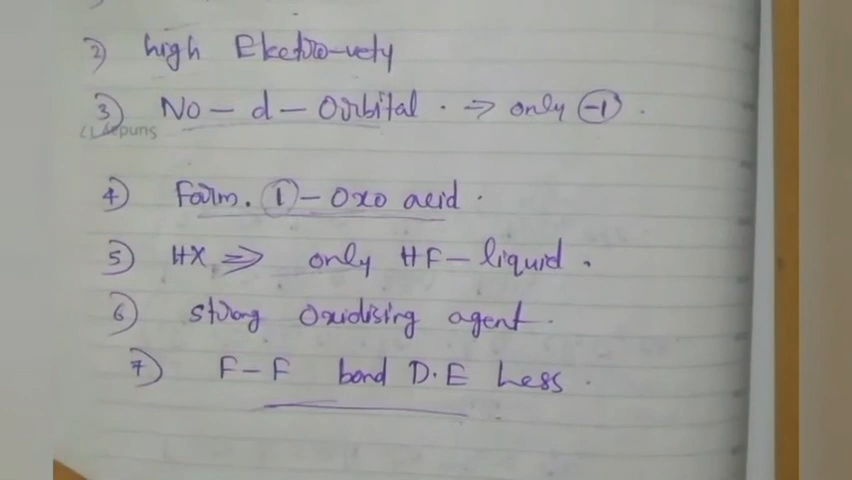 2) high Electro-vety
3) No - d - Orbital . ⇒ only (-1) .
4) Form. (1) - Oxo acid .
5) HX ⇒ only HF - liquid .
6) strong Oxidising agent .
7) F-F bond D.E Less .